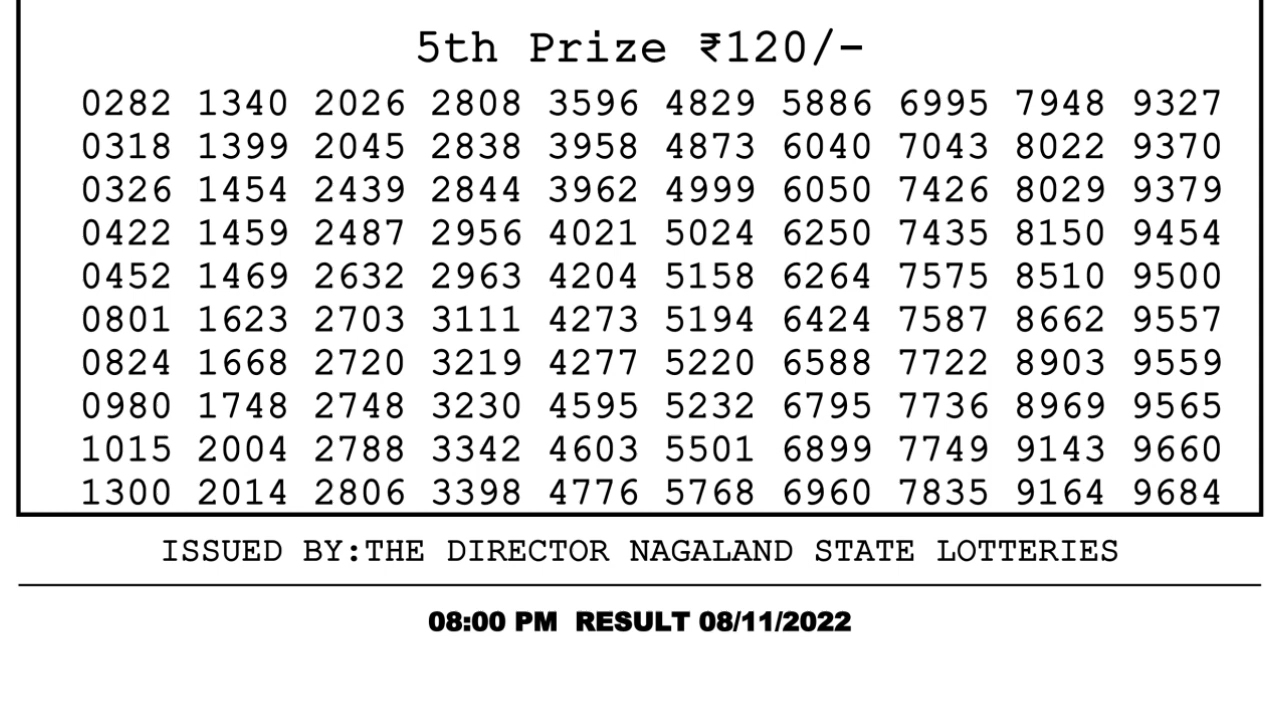 5th Prize ₹120/-
0282 1340 2026 2808 3596 4829 5886 6995 7948 9327
0318 1399 2045 2838 3958 4873 6040 7043 8022 9370
0326 1454 2439 2844 3962 4999 6050 7426 8029 9379
0422 1459 2487 2956 4021 5024 6250 7435 8150 9454
0452 1469 2632 2963 4204 5158 6264 7575 8510 9500
0801 1623 2703 3111 4273 5194 6424 7587 8662 9557
0824 1668 2720 3219 4277 5220 6588 7722 8903 9559
0980 1748 2748 3230 4595 5232 6795 7736 8969 9565
1015 2004 2788 3342 4603 5501 6899 7749 9143 9660
1300 2014 2806 3398 4776 5768 6960 7835 9164 9684
ISSUED BY:THE DIRECTOR NAGALAND STATE LOTTERIES
08:00 PM RESULT 08/11/2022